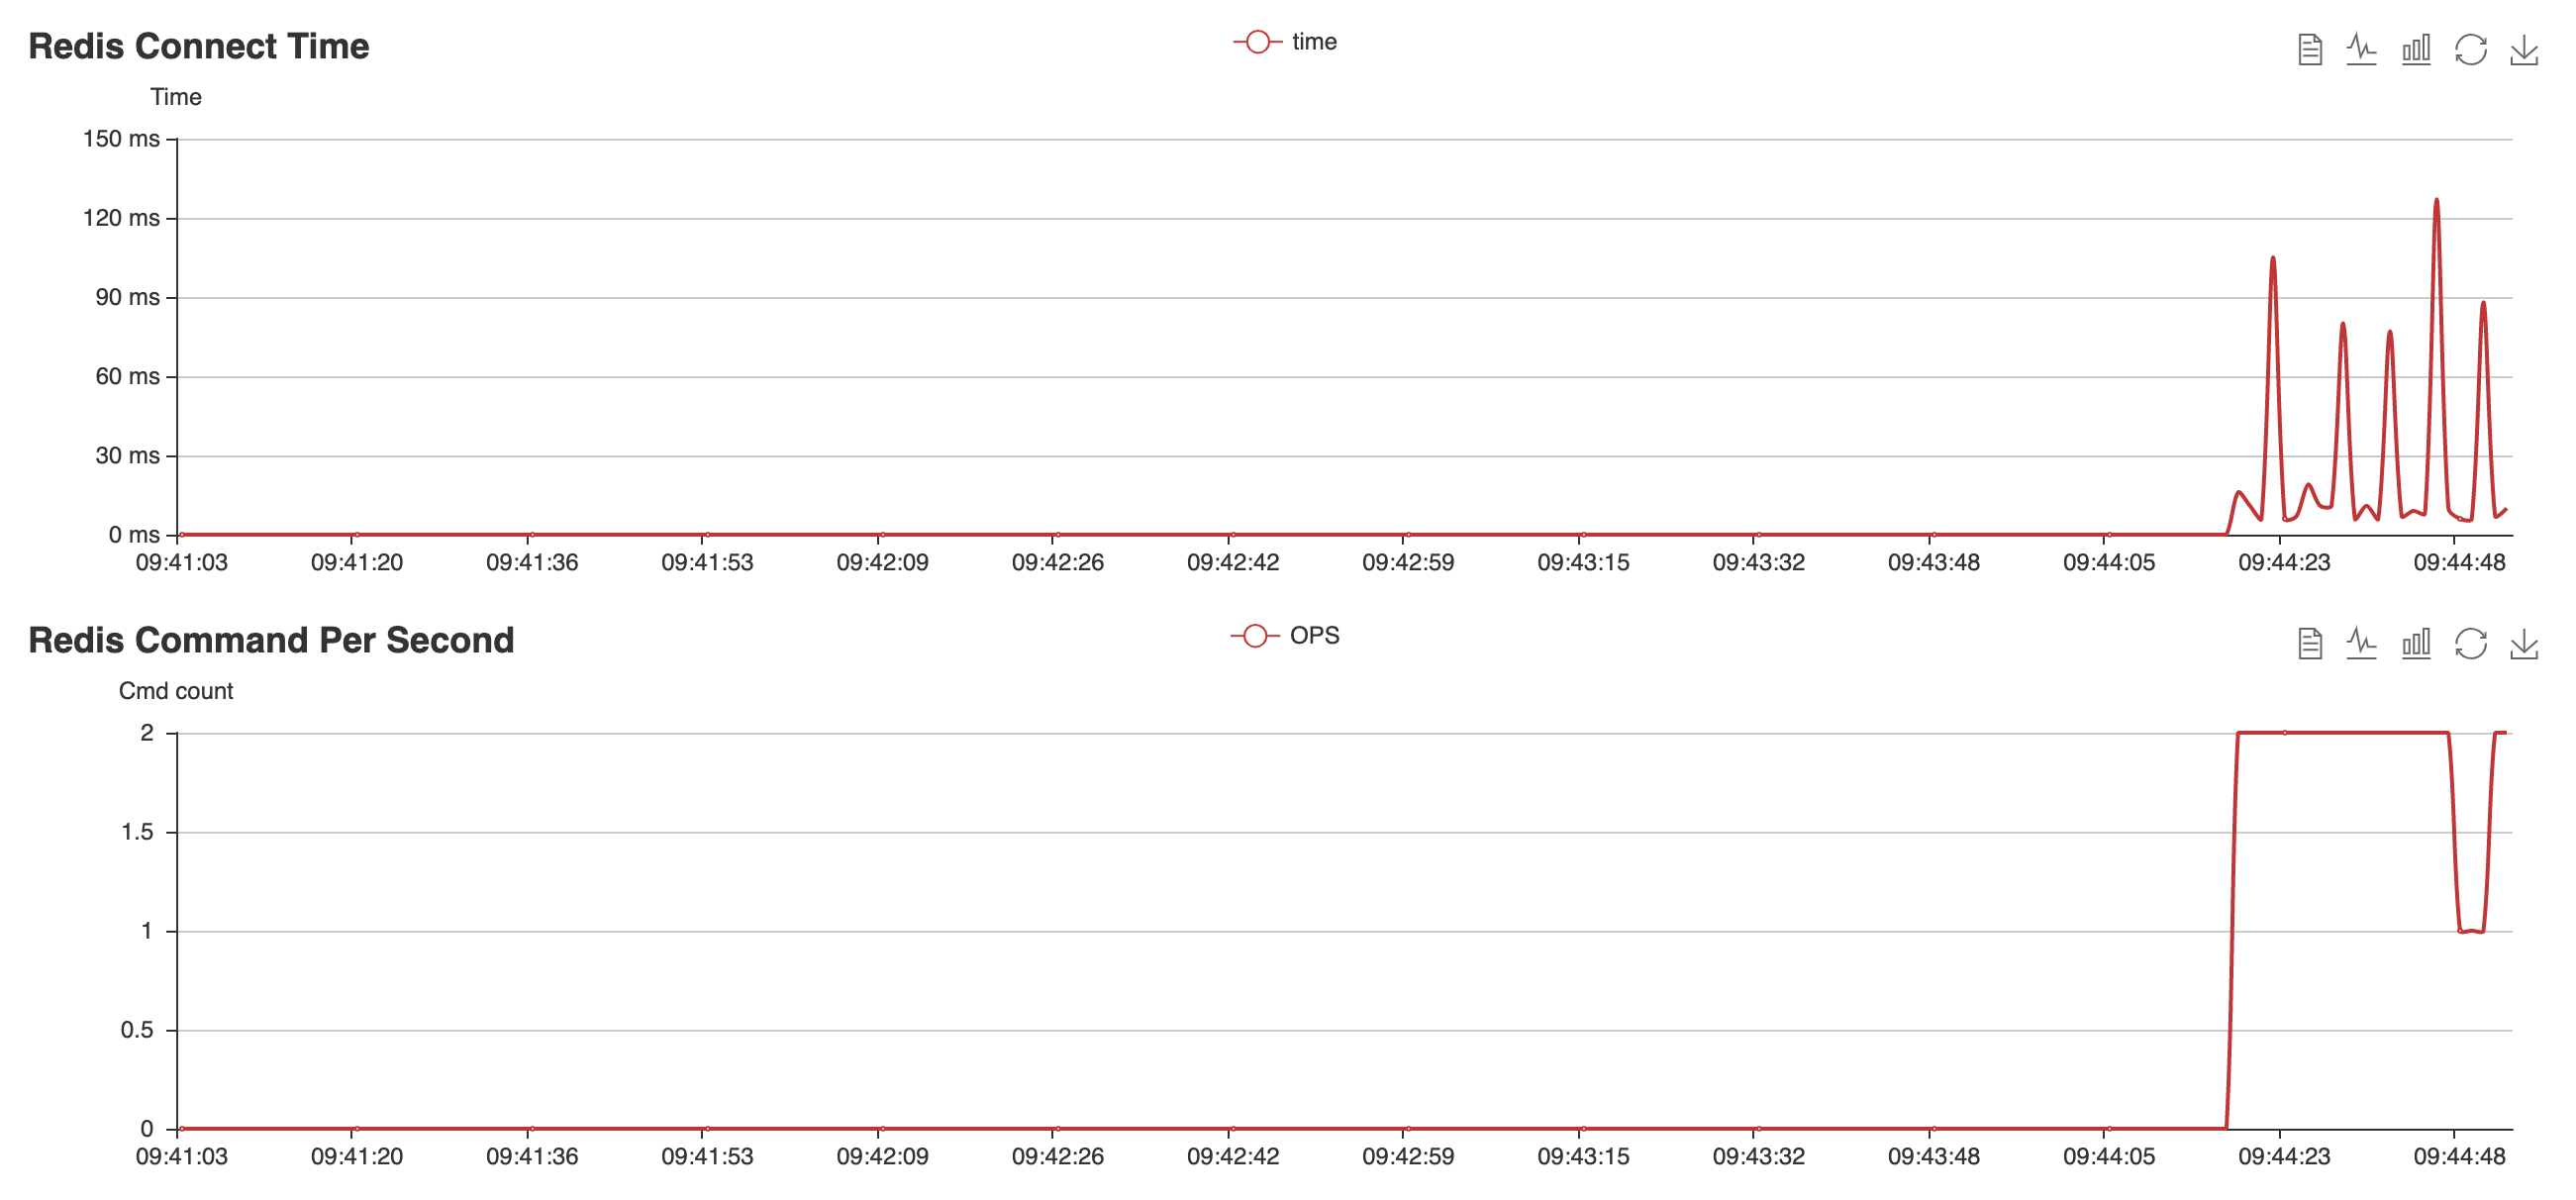 Redis Connect Time
time
Time
150 ms
120 ms
90 ms
60 ms
30 ms
0 ms
09:41:03 09:41:20 09:41:36 09:41:53 09:42:09 09:42:26 09:42:42 09:42:59 09:43:15 09:43:32 09:43:48 09:44:05 09:44:23 09:44:48
Redis Command Per Second
OPS
Cmd count
2
1.5
1
0.5
0
09:41:03 09:41:20 09:41:36 09:41:53 09:42:09 09:42:26 09:42:42 09:42:59 09:43:15 09:43:32 09:43:48 09:44:05 09:44:23 09:44:48